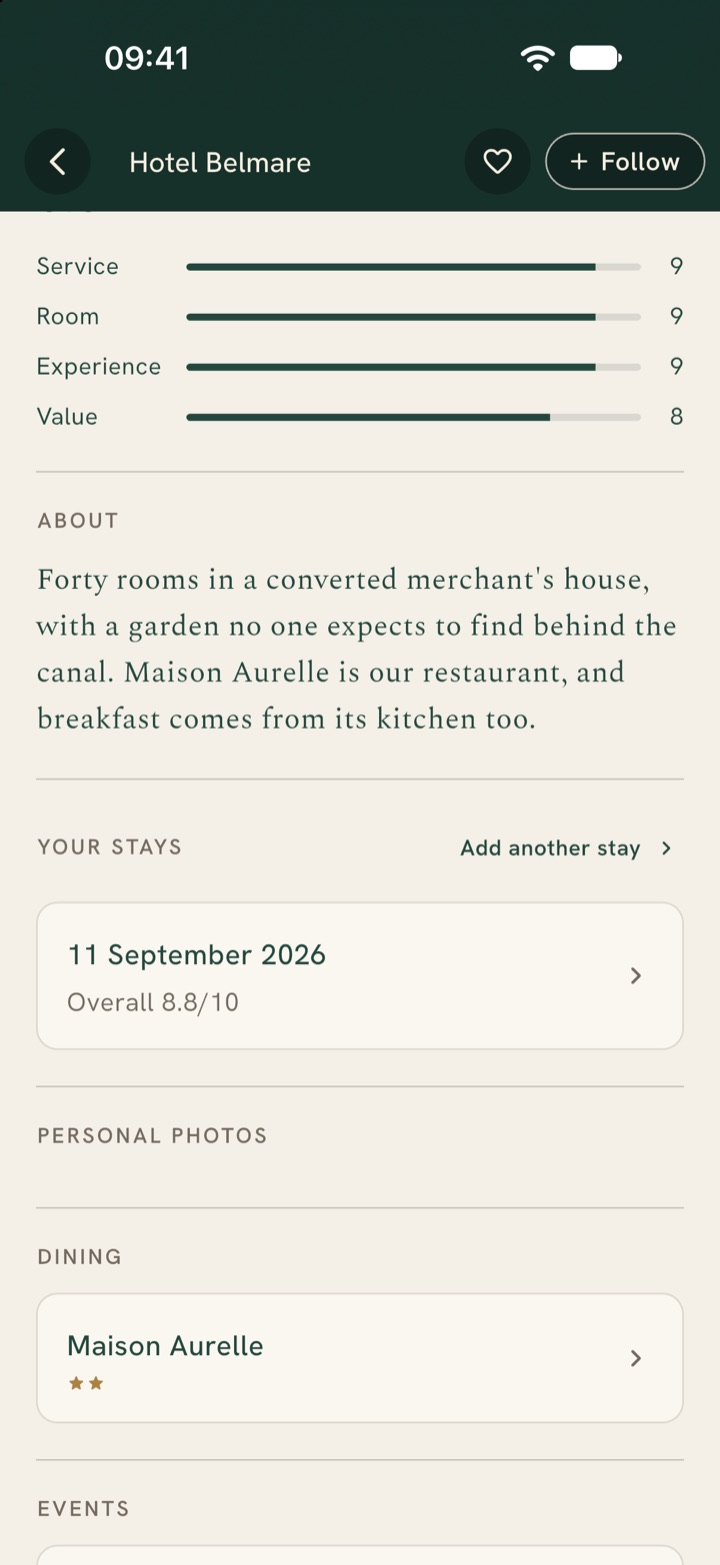 09:41
Hotel Belmare
+ Follow
Service 9
Room 9
Experience 9
Value 8
ABOUT
Forty rooms in a converted merchant's house,
with a garden no one expects to find behind the
canal. Maison Aurelle is our restaurant, and
breakfast comes from its kitchen too.
YOUR STAYS
Add another stay
11 September 2026
Overall 8.8/10
PERSONAL PHOTOS
DINING
Maison Aurelle
EVENTS